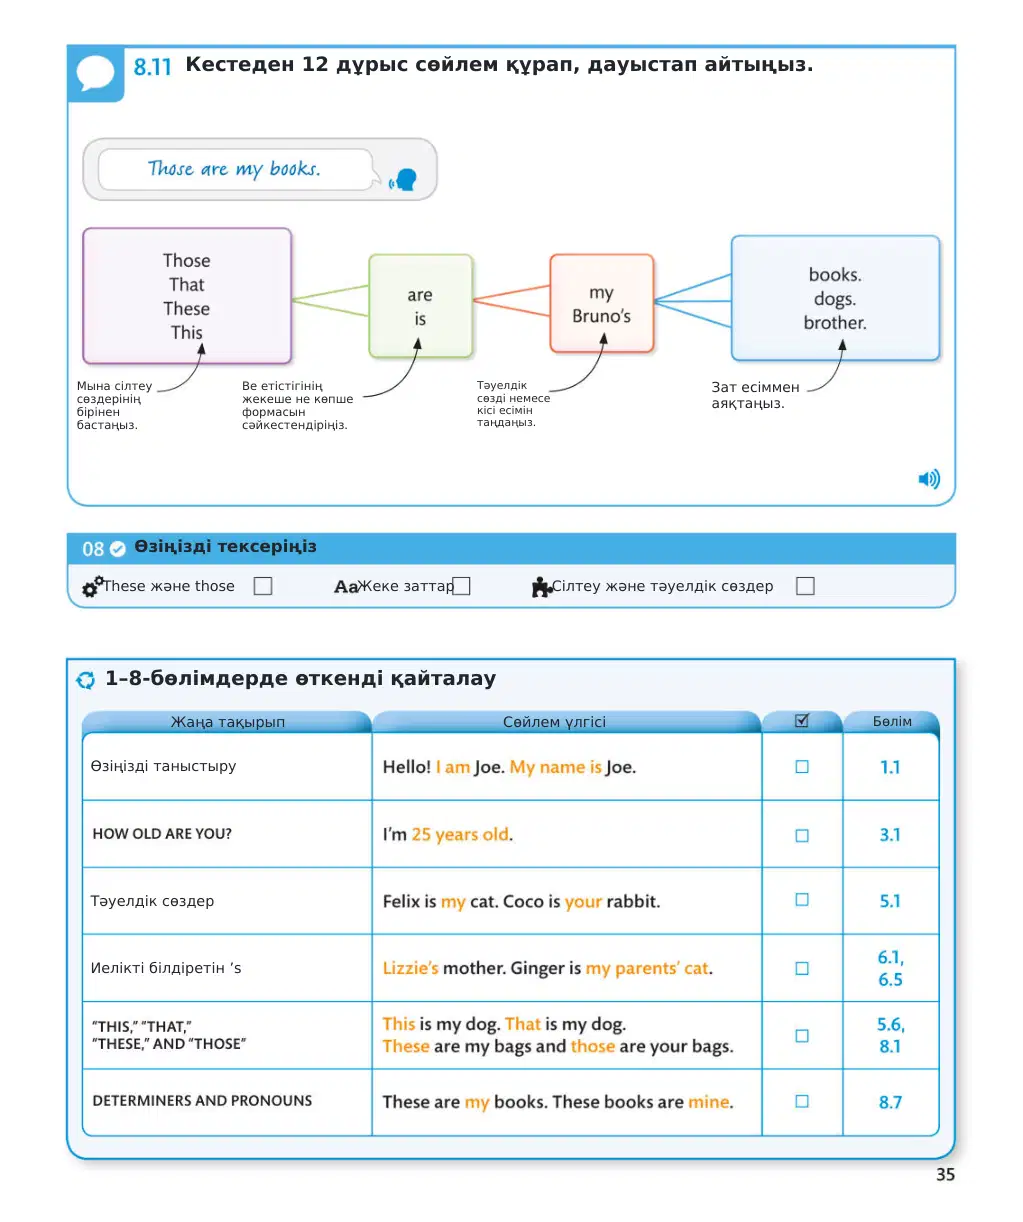 8.11 Кестеден 12 дұрыс сөйлем құрап, дауыстап айтыңыз.
Those are my books.
Those
That
These
This
are
is
my
Bruno's
books.
dogs.
brother.
Мына сілтеу
сөздерінің
бірінен
бастаңыз.
Be етістігінің
жекеше не көпше
формасын
сәйкестендіріңіз.
Тәуелдік
сөзді немесе
кісі есімін
таңдаңыз.
Зат есіммен
аяқтаңыз.
08 Өзіңізді тексеріңіз
These және those
Aa Жеке заттар
Сілтеу және тәуелдік сөздер
1–8-бөлімдерде өткенді қайталау
Жаңа тақырып Сөйлем үлгісі Бөлім
Өзіңізді таныстыру Hello! I am Joe. My name is Joe. 1.1
HOW OLD ARE YOU? I'm 25 years old. 3.1
Тәуелдік сөздер Felix is my cat. Coco is your rabbit. 5.1
Иелікті білдіретін ‘s Lizzie's mother. Ginger is my parents' cat. 6.1,
6.5
“THIS,” “THAT,” This is my dog. That is my dog. 5.6,
“THESE,” AND “THOSE” These are my bags and those are your bags. 8.1
DETERMINERS AND PRONOUNS These are my books. These books are mine. 8.7
35